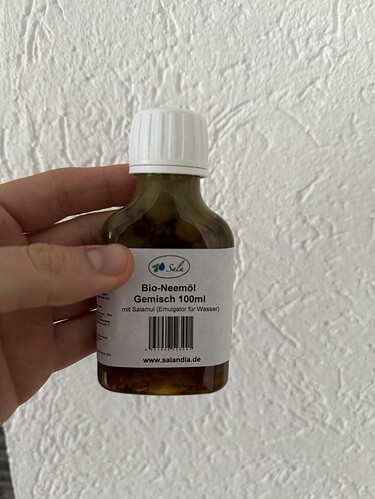 Sala
Bio-Neemöl
Gemisch 100ml
mit Salamul (Emulgator für Wasser)
www.salandia.de